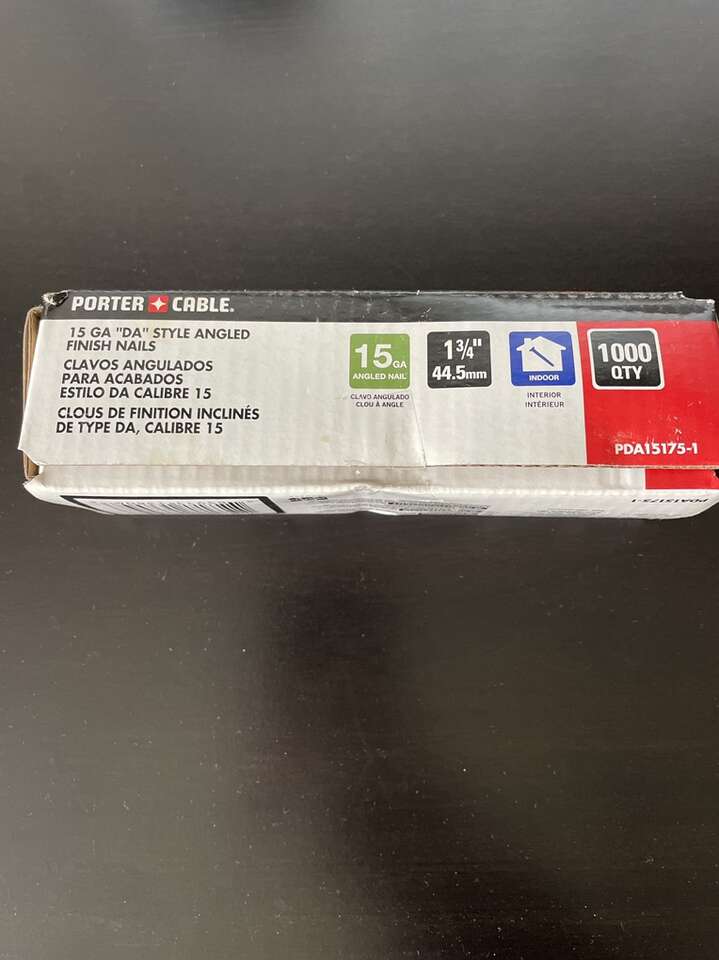 PORTER CABLE.
15 GA "DA" STYLE ANGLED
FINISH NAILS
CLAVOS ANGULADOS
PARA ACABADOS
ESTILO DA CALIBRE 15
CLOUS DE FINITION INCLINÉS
DE TYPE DA, CALIBRE 15
15 GA
ANGLED NAIL
CLAVO ANGULADO
CLOU À ANGLE
1 3/4"
44.5mm
INDOOR
INTERIOR
INTÉRIEUR
1000
QTY
PDA15175-1
PDA15175-1